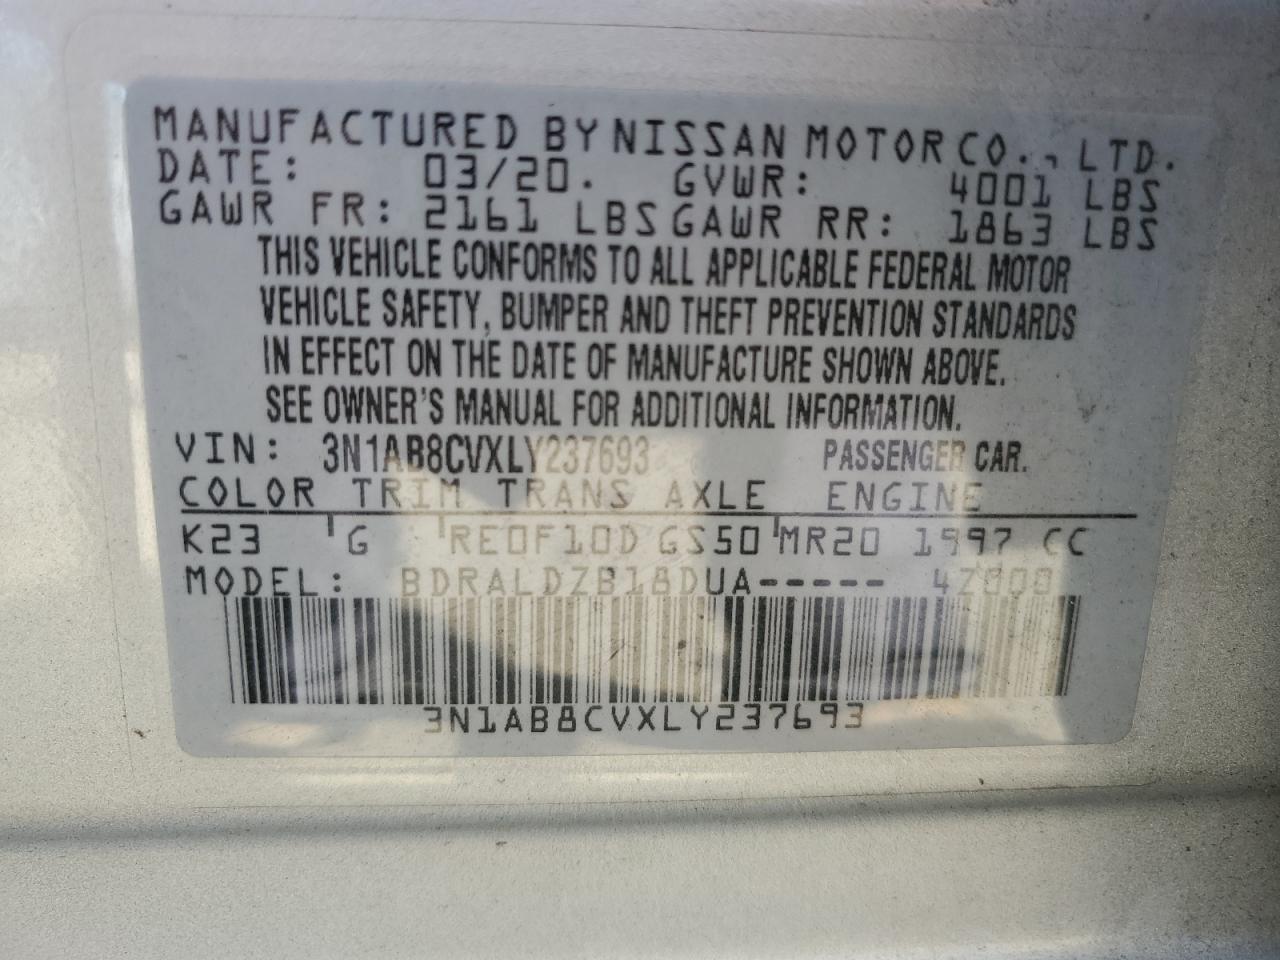 MANUFACTURED BY NISSAN MOTOR CO., LTD.
DATE: 03/20. GVWR: 4001 LBS
GAWR FR: 2161 LBS GAWR RR: 1863 LBS
THIS VEHICLE CONFORMS TO ALL APPLICABLE FEDERAL MOTOR
VEHICLE SAFETY, BUMPER AND THEFT PREVENTION STANDARDS
IN EFFECT ON THE DATE OF MANUFACTURE SHOWN ABOVE.
SEE OWNER'S MANUAL FOR ADDITIONAL INFORMATION.
VIN: 3N1AB8CVXLY237693 PASSENGER CAR.
COLOR TRIM TRANS AXLE ENGINE
K23 G RE0F10D GS50 MR20 1997 CC
MODEL: BDRALDZB18DUA-----
3N1AB8CVXLY237693